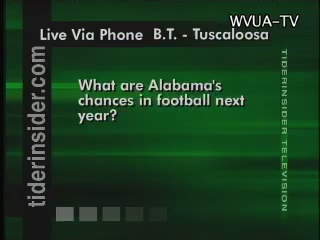 WVUA-TV
Live Via Phone B.T. - Tuscaloosa
What are Alabama's
chances in football next
year?
tiderinsider.com
TIDERINSIDER TELEVISION